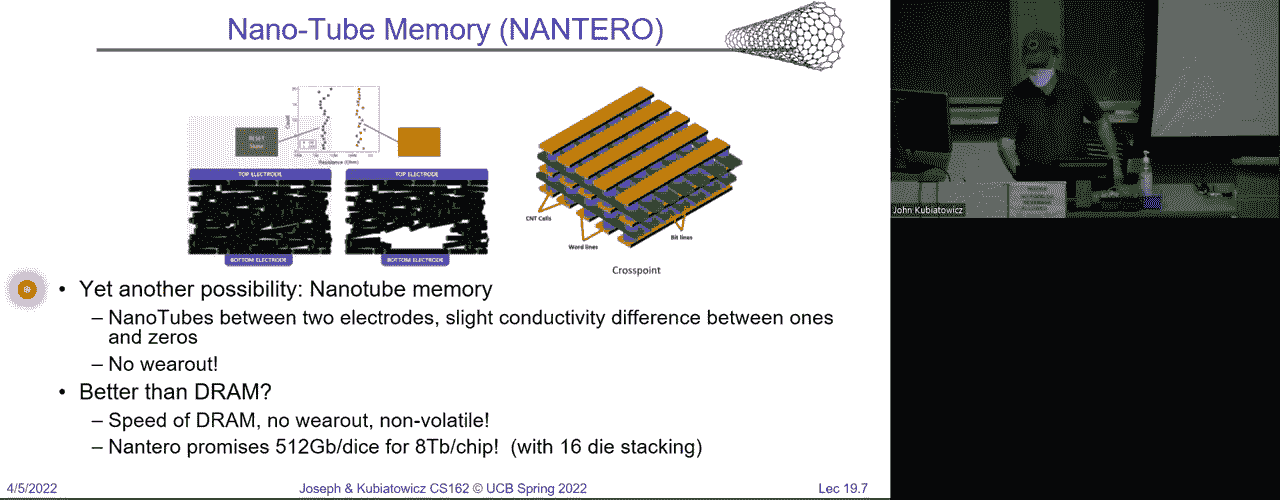 Nano-Tube Memory (NANTERO)
RESET
State
Resistance (Ohm)
TOP ELECTRODE
TOP ELECTRODE
BOTTOM ELECTRODE
BOTTOM ELECTRODE
CNT Cells
Word lines
Bit lines
Crosspoint
• Yet another possibility: Nanotube memory
– NanoTubes between two electrodes, slight conductivity difference between ones
and zeros
– No wearout!
• Better than DRAM?
– Speed of DRAM, no wearout, non-volatile!
– Nantero promises 512Gb/dice for 8Tb/chip! (with 16 die stacking)
4/5/2022
Joseph & Kubiatowicz CS162 © UCB Spring 2022
Lec 19.7
John Kubiatowicz